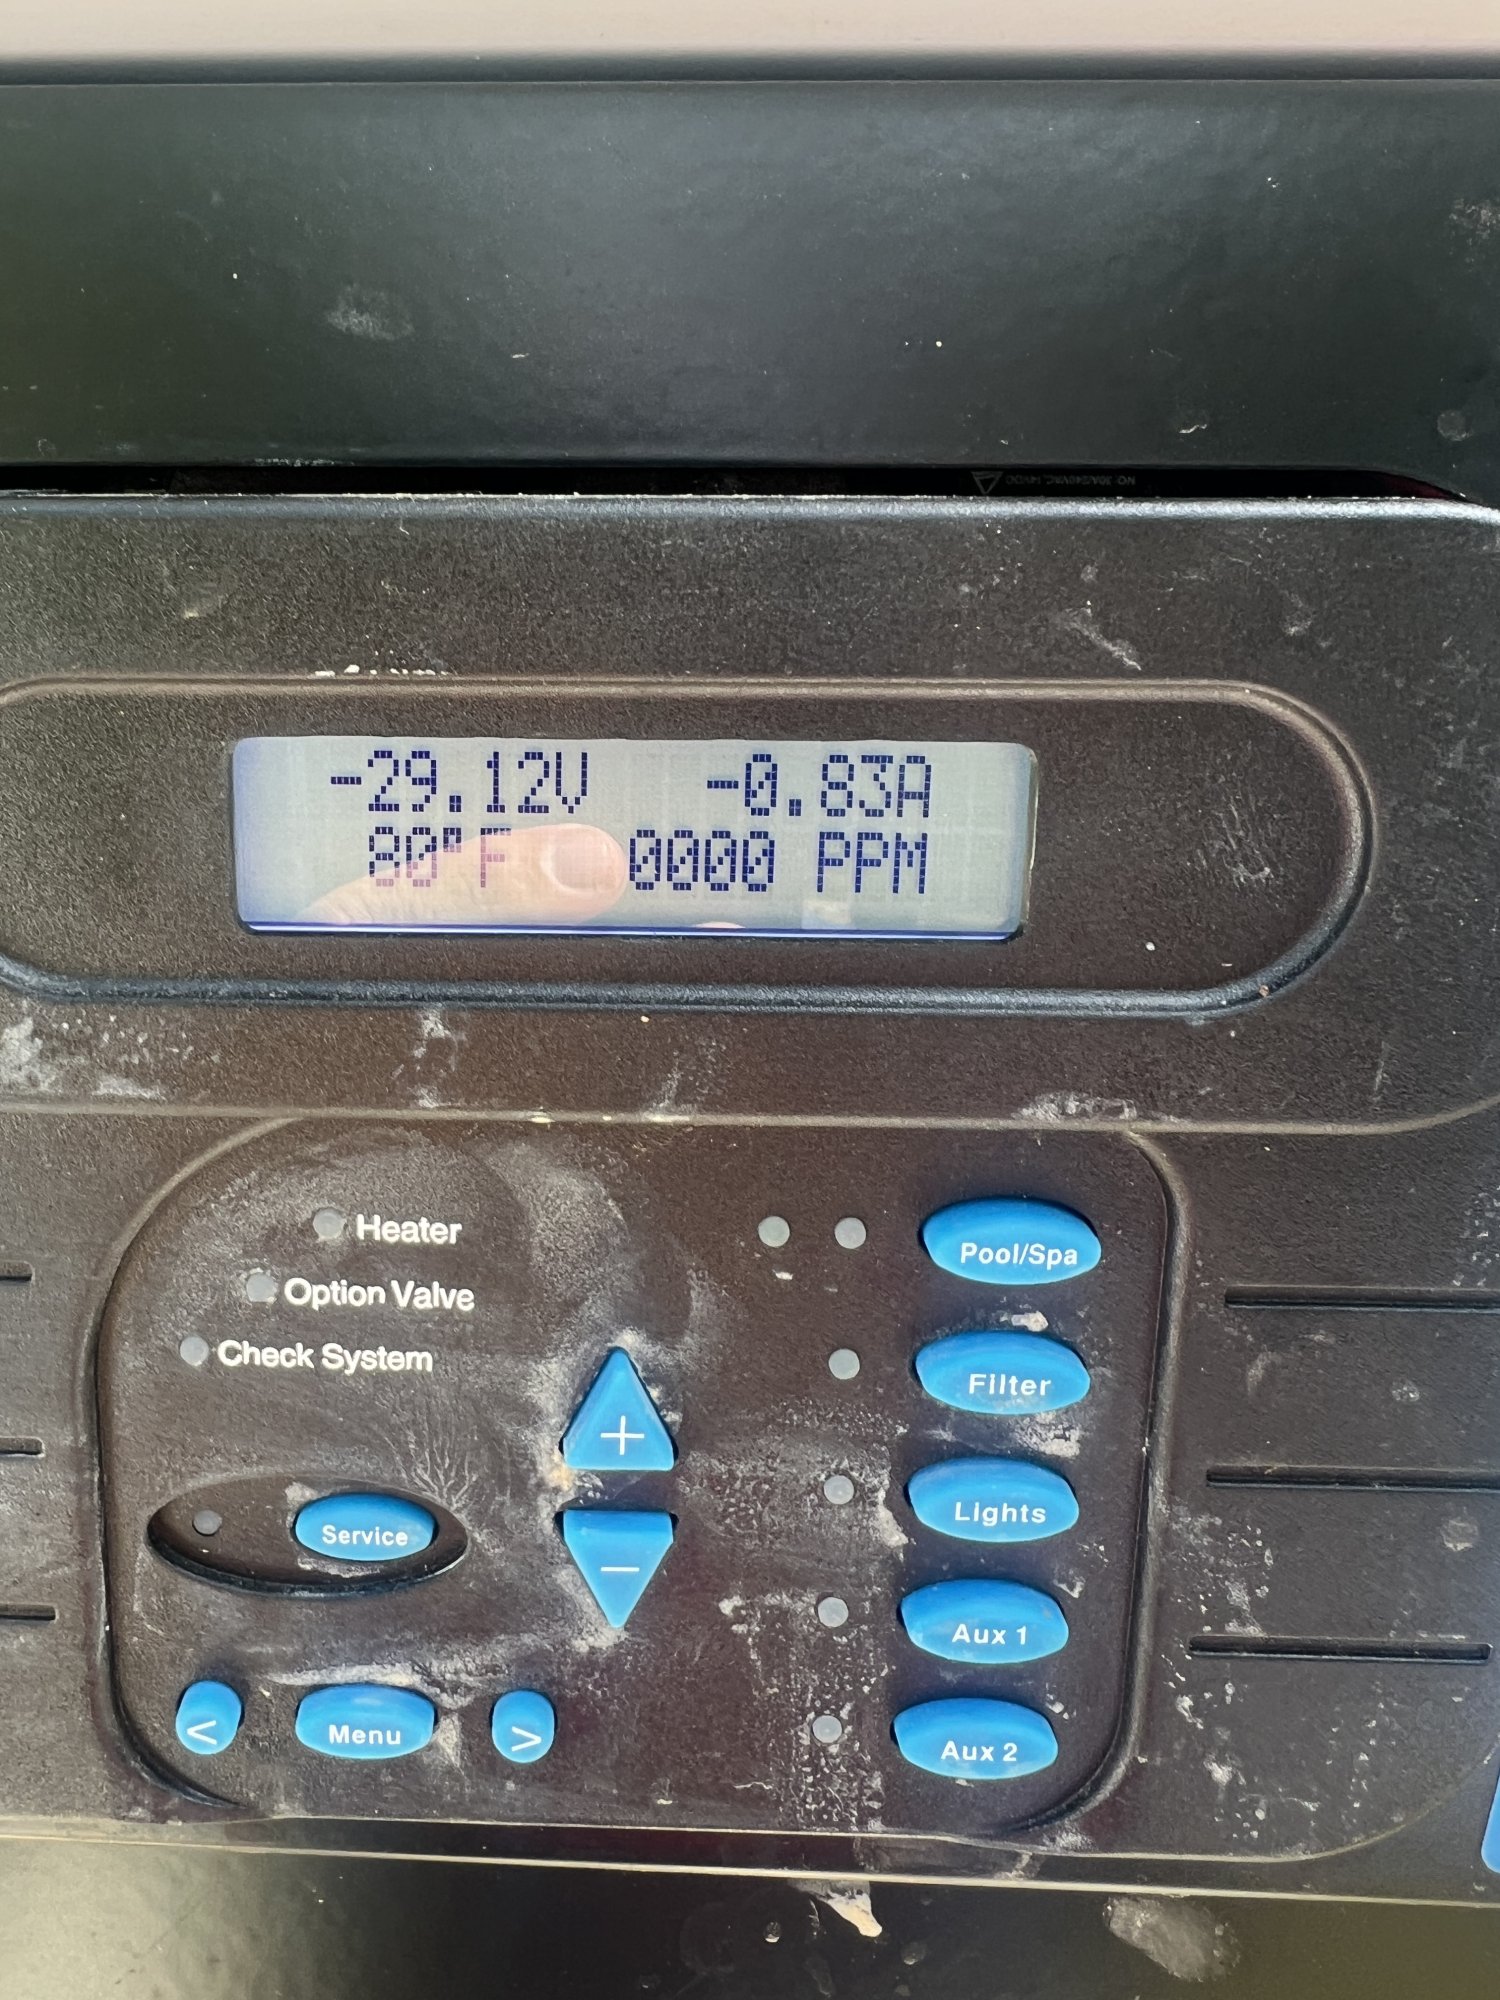 -29.12V -0.83A
80°F 0000 PPM
Heater
Option Valve
Check System
Service
<
Menu
>
+
-
Pool/Spa
Filter
Lights
Aux 1
Aux 2